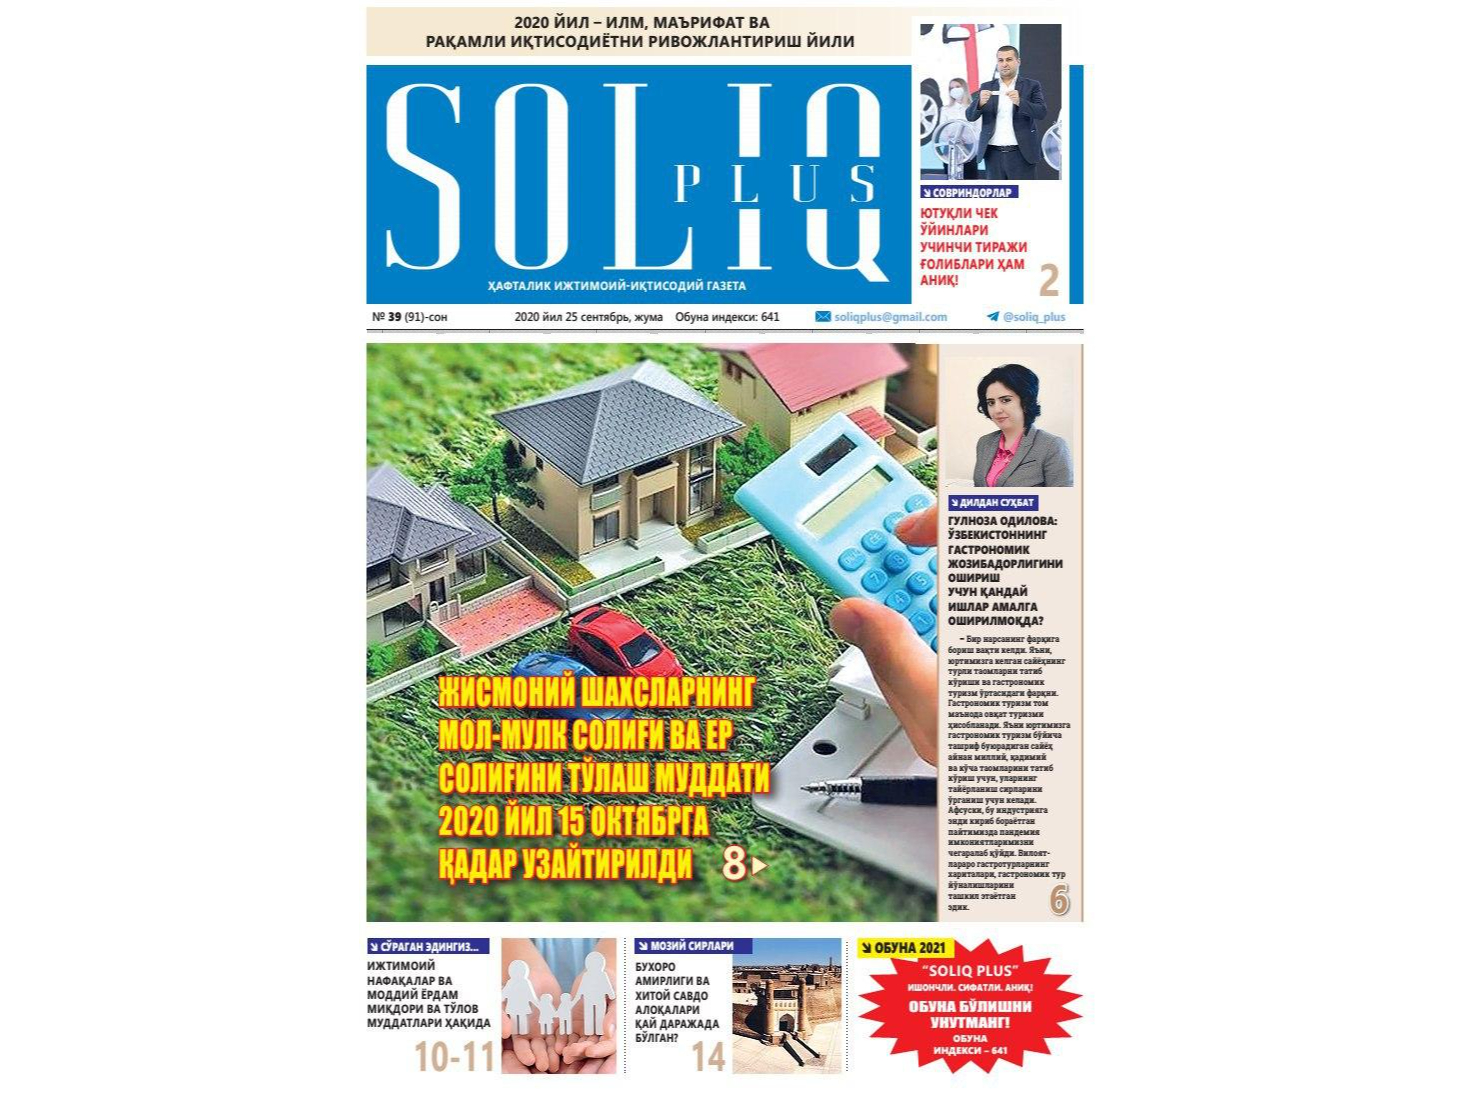 2020 ЙИЛ – ИЛМ, МАЪРИФАТ ВА
РАҚАМЛИ ИҚТИСОДИЁТНИ РИВОЖЛАНТИРИШ ЙИЛИ
SOLIQ
PLUS
ҲАФТАЛИК ИЖТИМОИЙ-ИҚТИСОДИЙ ГАЗЕТА
СОВРИНДОРЛАР
ЮТУҚЛИ ЧЕК
ЎЙИНЛАРИ
УЧИНЧИ ТИРАЖИ
ҒОЛИБЛАРИ ҲАМ
АНИҚ!
2
№ 39 (91)-сон
2020 йил 25 сентябрь, жума
Обуна индекси: 641
soliqplus@gmail.com
@soliq_plus
ЖИСМОНИЙ ШАХСЛАРНИНГ
МОЛ-МУЛК СОЛИҒИ ВА ЕР
СОЛИҒИНИ ТЎЛАШ МУДДАТИ
2020 ЙИЛ 15 ОКТЯБРГА
ҚАДАР УЗАЙТИРИЛДИ 8
ДИЛДАН СУҲБАТ
ГУЛНОЗА ОДИЛОВА:
ЎЗБЕКИСТОННИНГ
ГАСТРОНОМИК
ЖОЗИБАДОРЛИГИНИ
ОШИРИШ
УЧУН ҚАНДАЙ
ИШЛАР АМАЛГА
ОШИРИЛМОҚДА?
– Бир нарсанинг фарқига
бориш вақти келди. Яъни,
юртимизга келган сайёҳнинг
турли таомларни татиб
кўриши ва гастрономик
туризм ўртасидаги фарқни.
Гастрономик туризм том
маънода овқат туризми
ҳисобланади. Яъни юртимизга
гастрономик туризм бўйича
ташриф буюрадиган сайёҳ
айнан миллий, қадимий
ва кўча таомларини татиб
кўриш учун, уларнинг
тайёрланиш сирларини
ўрганиш учун келади.
Афсуски, бу индустрияга
энди кириб бораётган
пайтимизда пандемия
имкониятларимизни
чегаралаб қўйди. Вилоят-
лараро гастротурларнинг
хариталари, гастрономик тур
йўналишларини
ташкил этаётган
эдик.
6
СЎРАГАН ЭДИНГИЗ...
ИЖТИМОИЙ
НАФАҚАЛАР ВА
МОДДИЙ ЁРДАМ
МИҚДОРИ ВА ТЎЛОВ
МУДДАТЛАРИ ҲАҚИДА
10-11
МОЗИЙ СИРЛАРИ
БУХОРО
АМИРЛИГИ ВА
ХИТОЙ САВДО
АЛОҚАЛАРИ
ҚАЙ ДАРАЖАДА
БЎЛГАН?
14
ОБУНА 2021
“SOLIQ PLUS”
ИШОНЧЛИ. СИФАТЛИ. АНИҚ!
ОБУНА БЎЛИШНИ
УНУТМАНГ!
ОБУНА
ИНДЕКСИ – 641